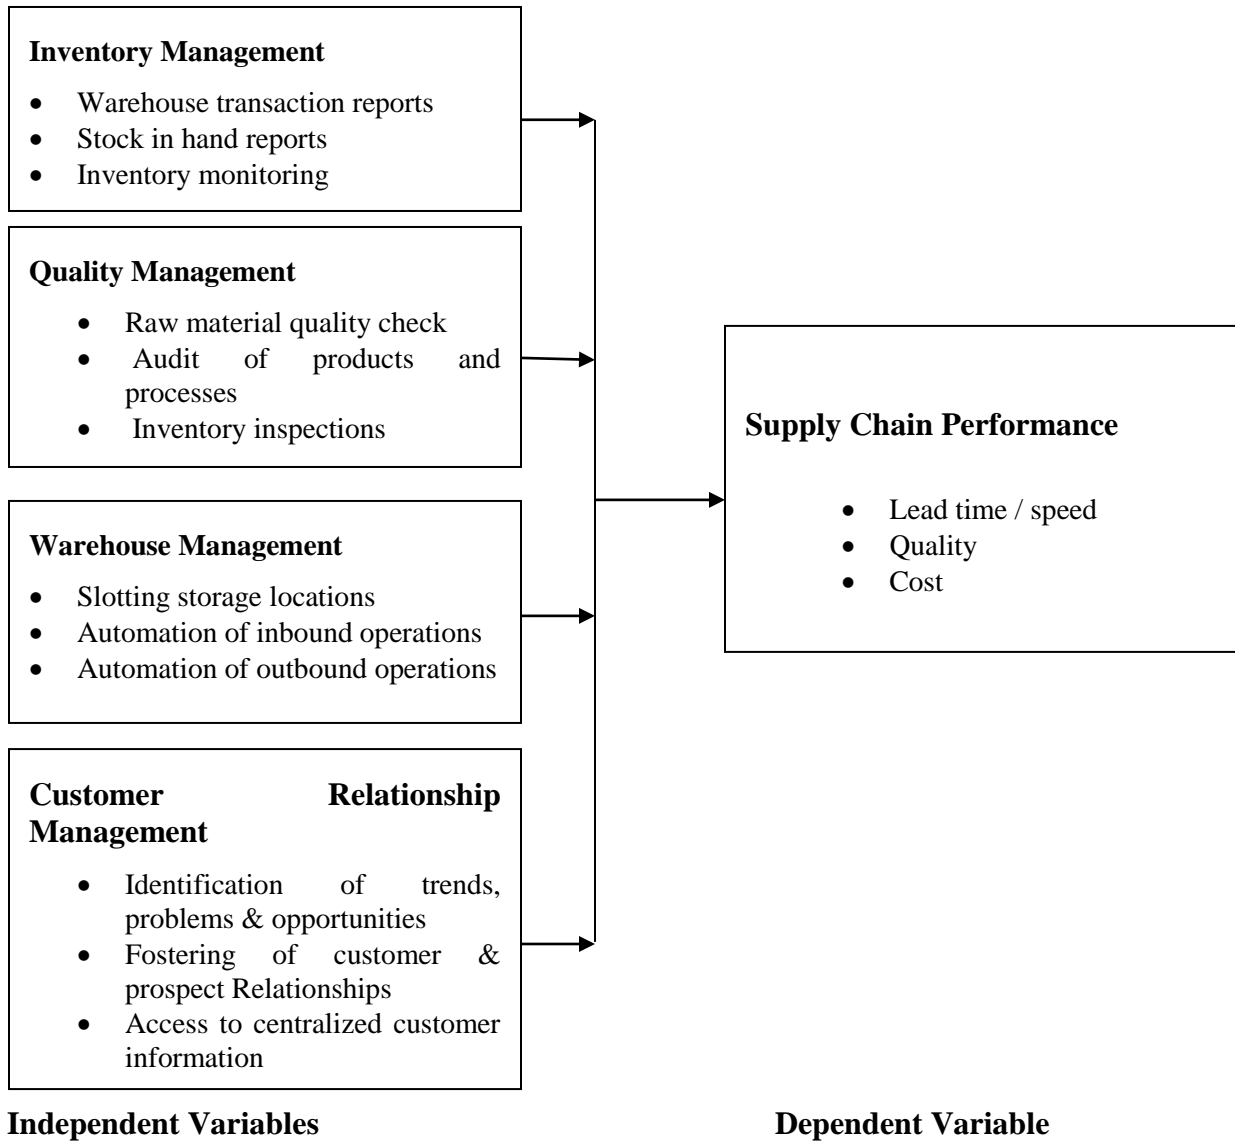 Inventory Management
• Warehouse transaction reports
• Stock in hand reports
• Inventory monitoring
Quality Management
• Raw material quality check
• Audit of products and
processes
• Inventory inspections
Warehouse Management
• Slotting storage locations
• Automation of inbound operations
• Automation of outbound operations
Customer Relationship
Management
• Identification of trends,
problems & opportunities
• Fostering of customer &
prospect Relationships
• Access to centralized customer
information
Independent Variables
Supply Chain Performance
• Lead time / speed
• Quality
• Cost
Dependent Variable